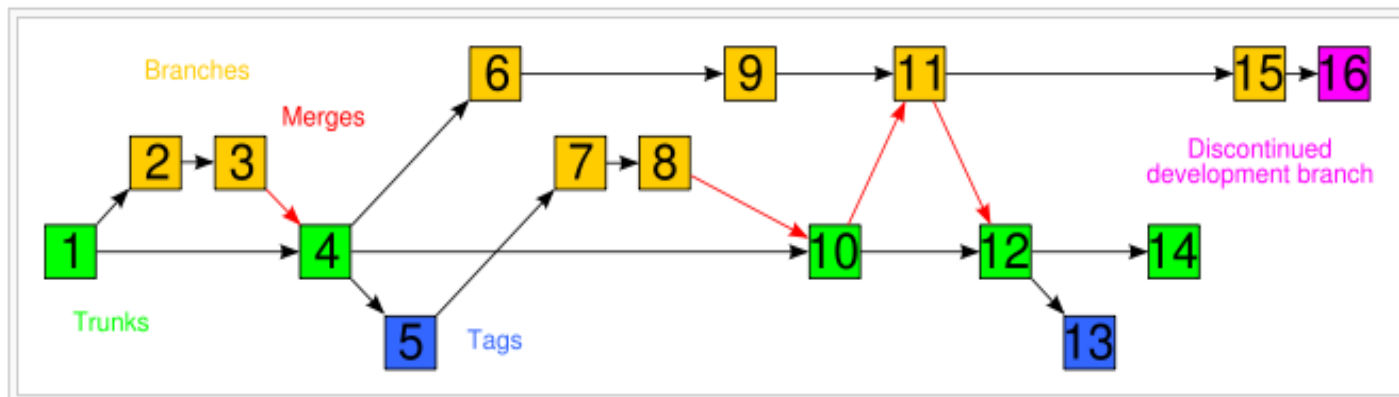 Branches
Merges
6
9
11
15
16
2
3
7
8
Discontinued
development branch
1
4
10
12
14
Trunks
5
Tags
13